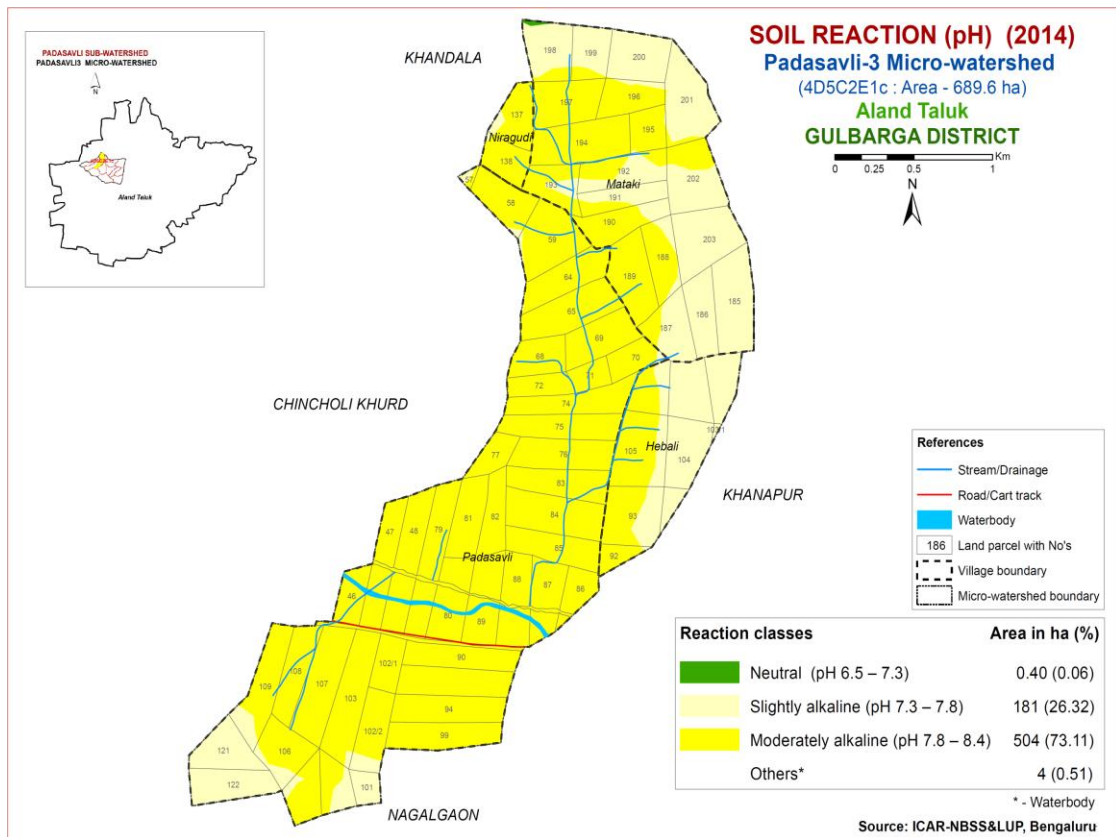 SOIL REACTION (pH) (2014)
Padasavli-3 Micro-watershed
(4D5C2E1c : Area - 689.6 ha)
Aland Taluk
GULBARGA DISTRICT
Km
0 0.25 0.5 1
N
PADASAVLI SUB-WATERSHED
PADASAVLI3 MICRO-WATERSHED
N
Aland Taluk
KHANDALA
198
199
200
201
197
196
137
195
Niragudi
194
138
192
202
57
193
Mataki
191
58
190
59
203
188
64
189
185
65
186
187
69
68
70
71
72
CHINCHOLI KHURD
74
75
Hebali
77
76
105
104
83
KHANAPUR
81
82
47
48
79
84
93
85
Padasavli
92
88
87
86
46
80
89
102/1
90
108
109
107
103
94
102/2
99
121
106
122
101
NAGALGAON
References
Stream/Drainage
Road/Cart track
Waterbody
186 Land parcel with No's
Village boundary
Micro-watershed boundary
Reaction classes Area in ha (%)
Neutral (pH 6.5 – 7.3) 0.40 (0.06)
Slightly alkaline (pH 7.3 – 7.8) 181 (26.32)
Moderately alkaline (pH 7.8 – 8.4) 504 (73.11)
Others* 4 (0.51)
* - Waterbody
Source: ICAR-NBSS&LUP, Bengaluru